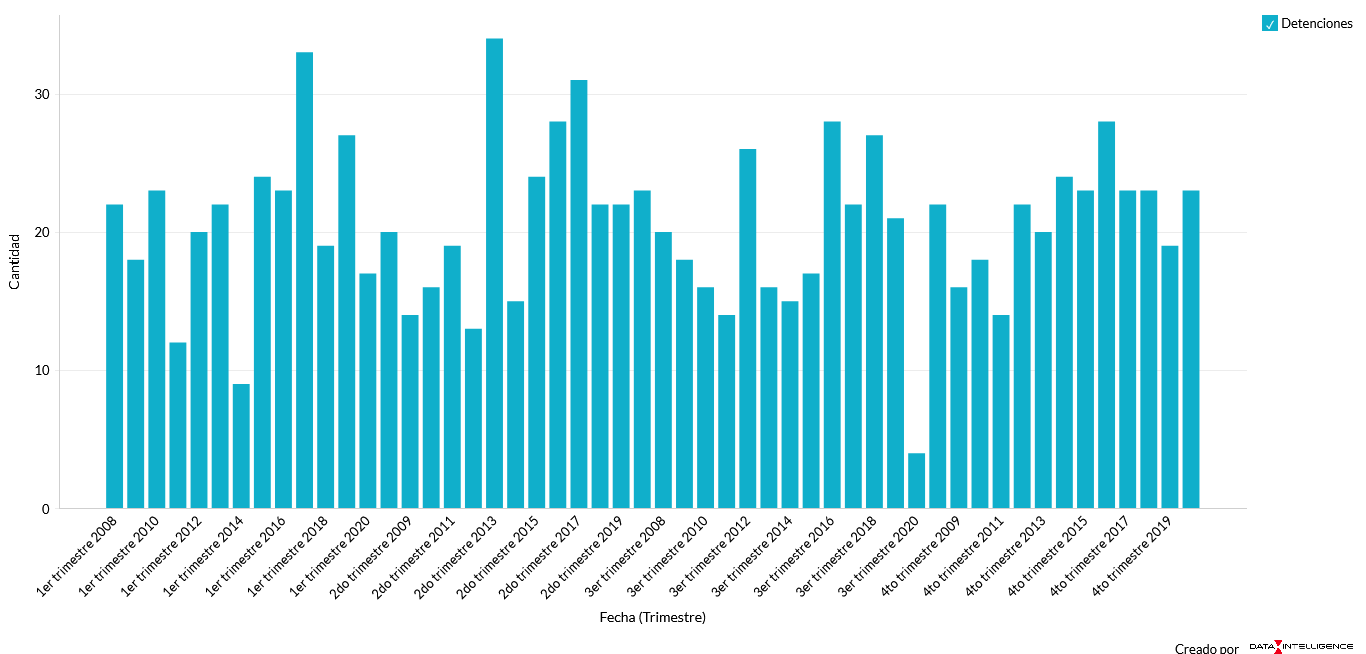 Detenciones
Cantidad
30
20
10
0
1er trimestre 2008
1er trimestre 2010
1er trimestre 2012
1er trimestre 2014
1er trimestre 2016
1er trimestre 2018
1er trimestre 2020
2do trimestre 2009
2do trimestre 2011
2do trimestre 2013
2do trimestre 2015
2do trimestre 2017
2do trimestre 2019
3er trimestre 2008
3er trimestre 2010
3er trimestre 2012
3er trimestre 2014
3er trimestre 2016
3er trimestre 2018
3er trimestre 2020
4to trimestre 2009
4to trimestre 2011
4to trimestre 2013
4to trimestre 2015
4to trimestre 2017
4to trimestre 2019
Fecha (Trimestre)
Creado por DATA INTELLIGENCE